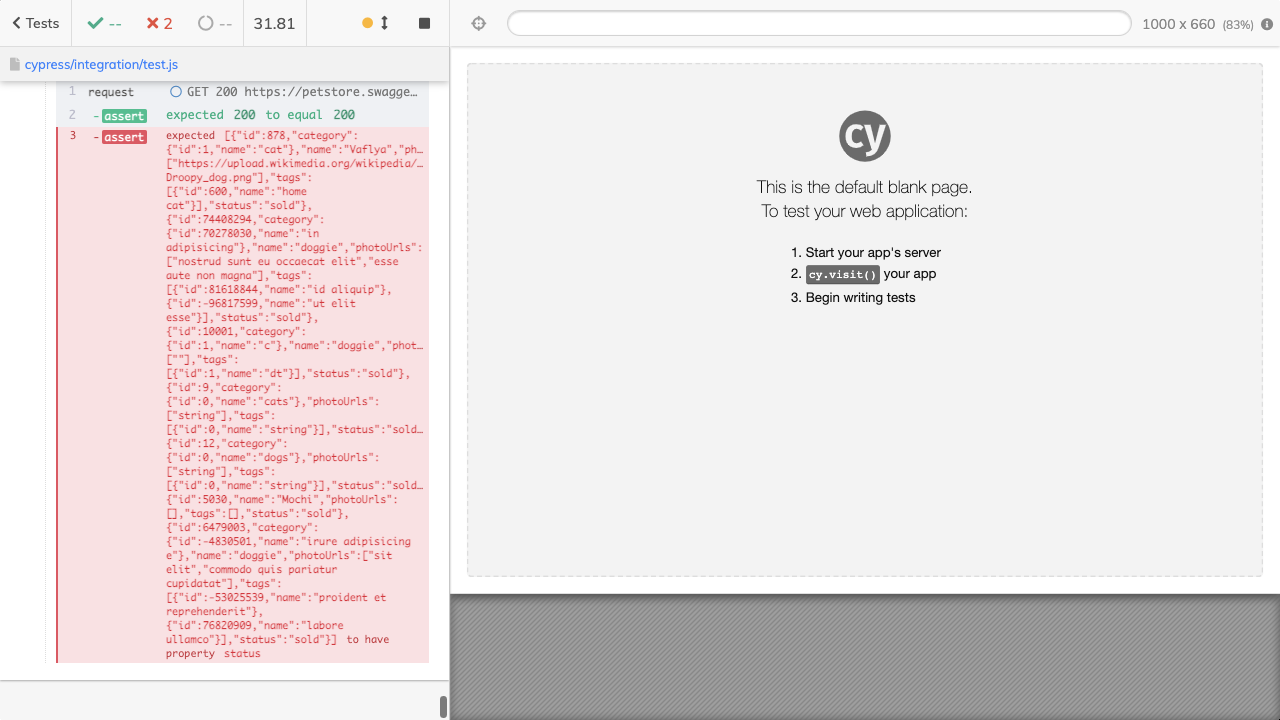 Tests
--
2
--
31.81
1000 x 660 (83%)
cypress/integration/test.js
1 request GET 200 https://petstore.swagge…
2 -assert expected 200 to equal 200
3 -assert expected [{"id":878,"category":
{"id":1,"name":"cat"},"name":"Vaflya","ph…
["https://upload.wikimedia.org/wikipedia/…
Droopy_dog.png"],"tags":
[{"id":600,"name":"home
cat"}],"status":"sold"},
{"id":74408294,"category":
{"id":70278030,"name":"in
adipisicing"},"name":"doggie","photoUrls":
["nostrud sunt eu occaecat elit","esse
aute non magna"],"tags":
[{"id":81618844,"name":"id aliquip"},
{"id":-96817599,"name":"ut elit
esse"}],"status":"sold"},
{"id":10001,"category":
{"id":1,"name":"c"},"name":"doggie","phot…
[""],"tags":
[{"id":1,"name":"dt"}],"status":"sold"},
{"id":9,"category":
{"id":0,"name":"cats"},"photoUrls":
["string"],"tags":
[{"id":0,"name":"string"}],"status":"sold…
{"id":12,"category":
{"id":0,"name":"dogs"},"photoUrls":
["string"],"tags":
[{"id":0,"name":"string"}],"status":"sold…
{"id":5030,"name":"Mochi","photoUrls":
[],"tags":[],"status":"sold"},
{"id":6479003,"category":
{"id":-4830501,"name":"irure adipisicing
e"},"name":"doggie","photoUrls":["sit
elit","commodo quis pariatur
cupidatat"],"tags":
[{"id":-53025539,"name":"proident et
reprehenderit"},
{"id":76820909,"name":"labore
ullamco"}],"status":"sold"}] to have
property status
cy
This is the default blank page.
To test your web application:
1. Start your app's server
2. cy.visit() your app
3. Begin writing tests